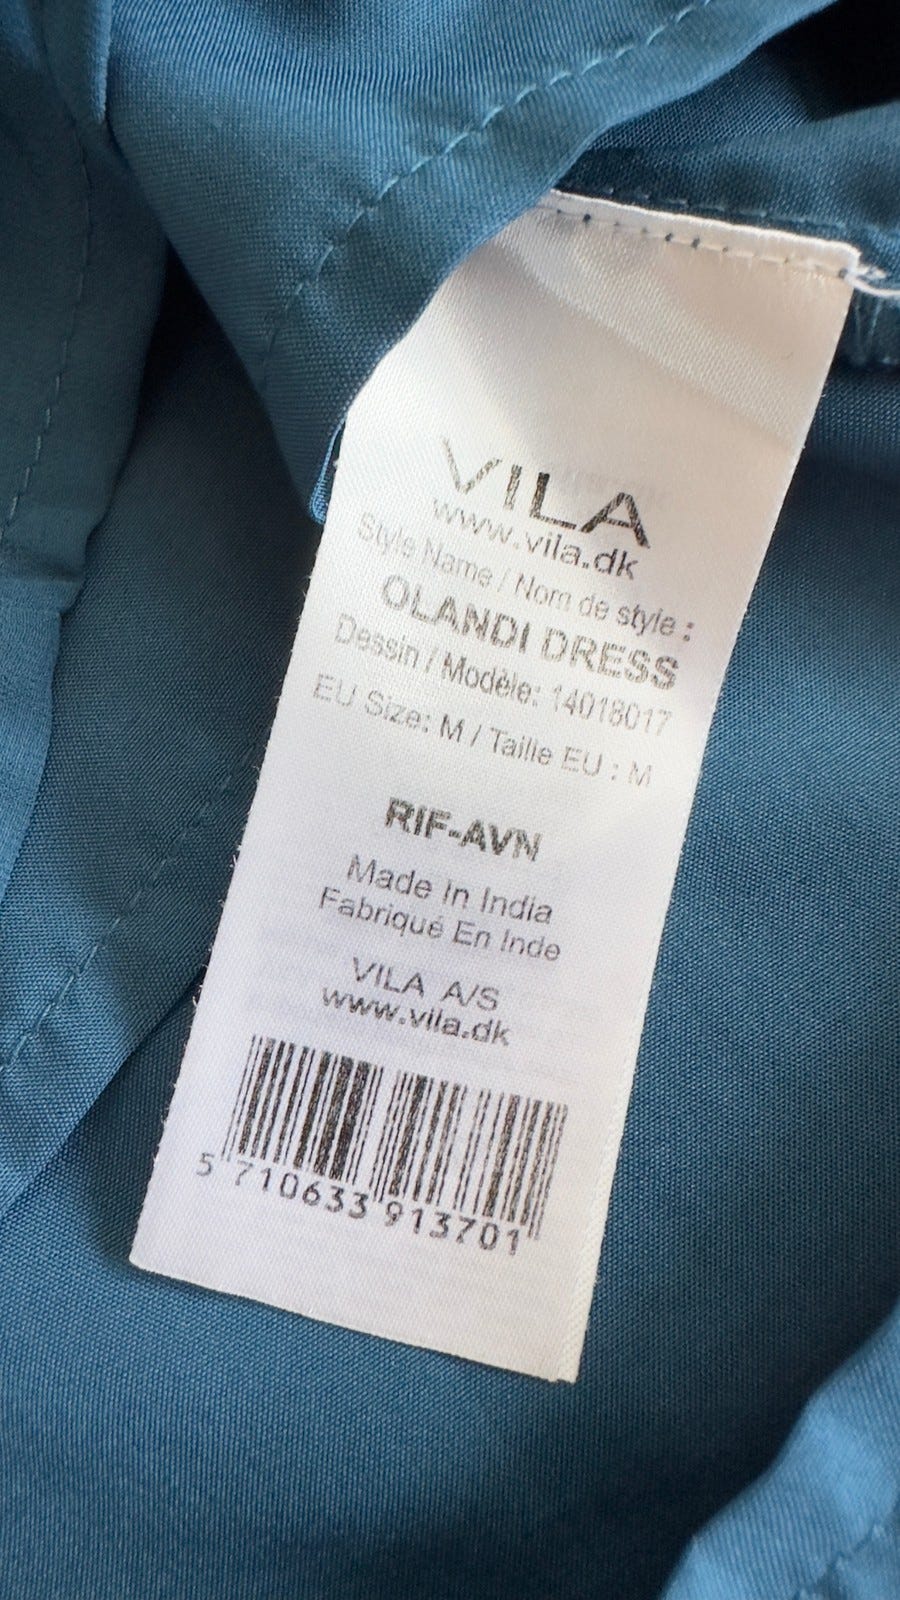 VILA
www.vila.dk
Style Name / Nom de style :
OLANDI DRESS
Dessin / Modèle: 14018017
EU Size: M / Taille EU : M
RIF-AVN
Made In India
Fabriqué En Inde
VILA A/S
www.vila.dk
5 710633 913701